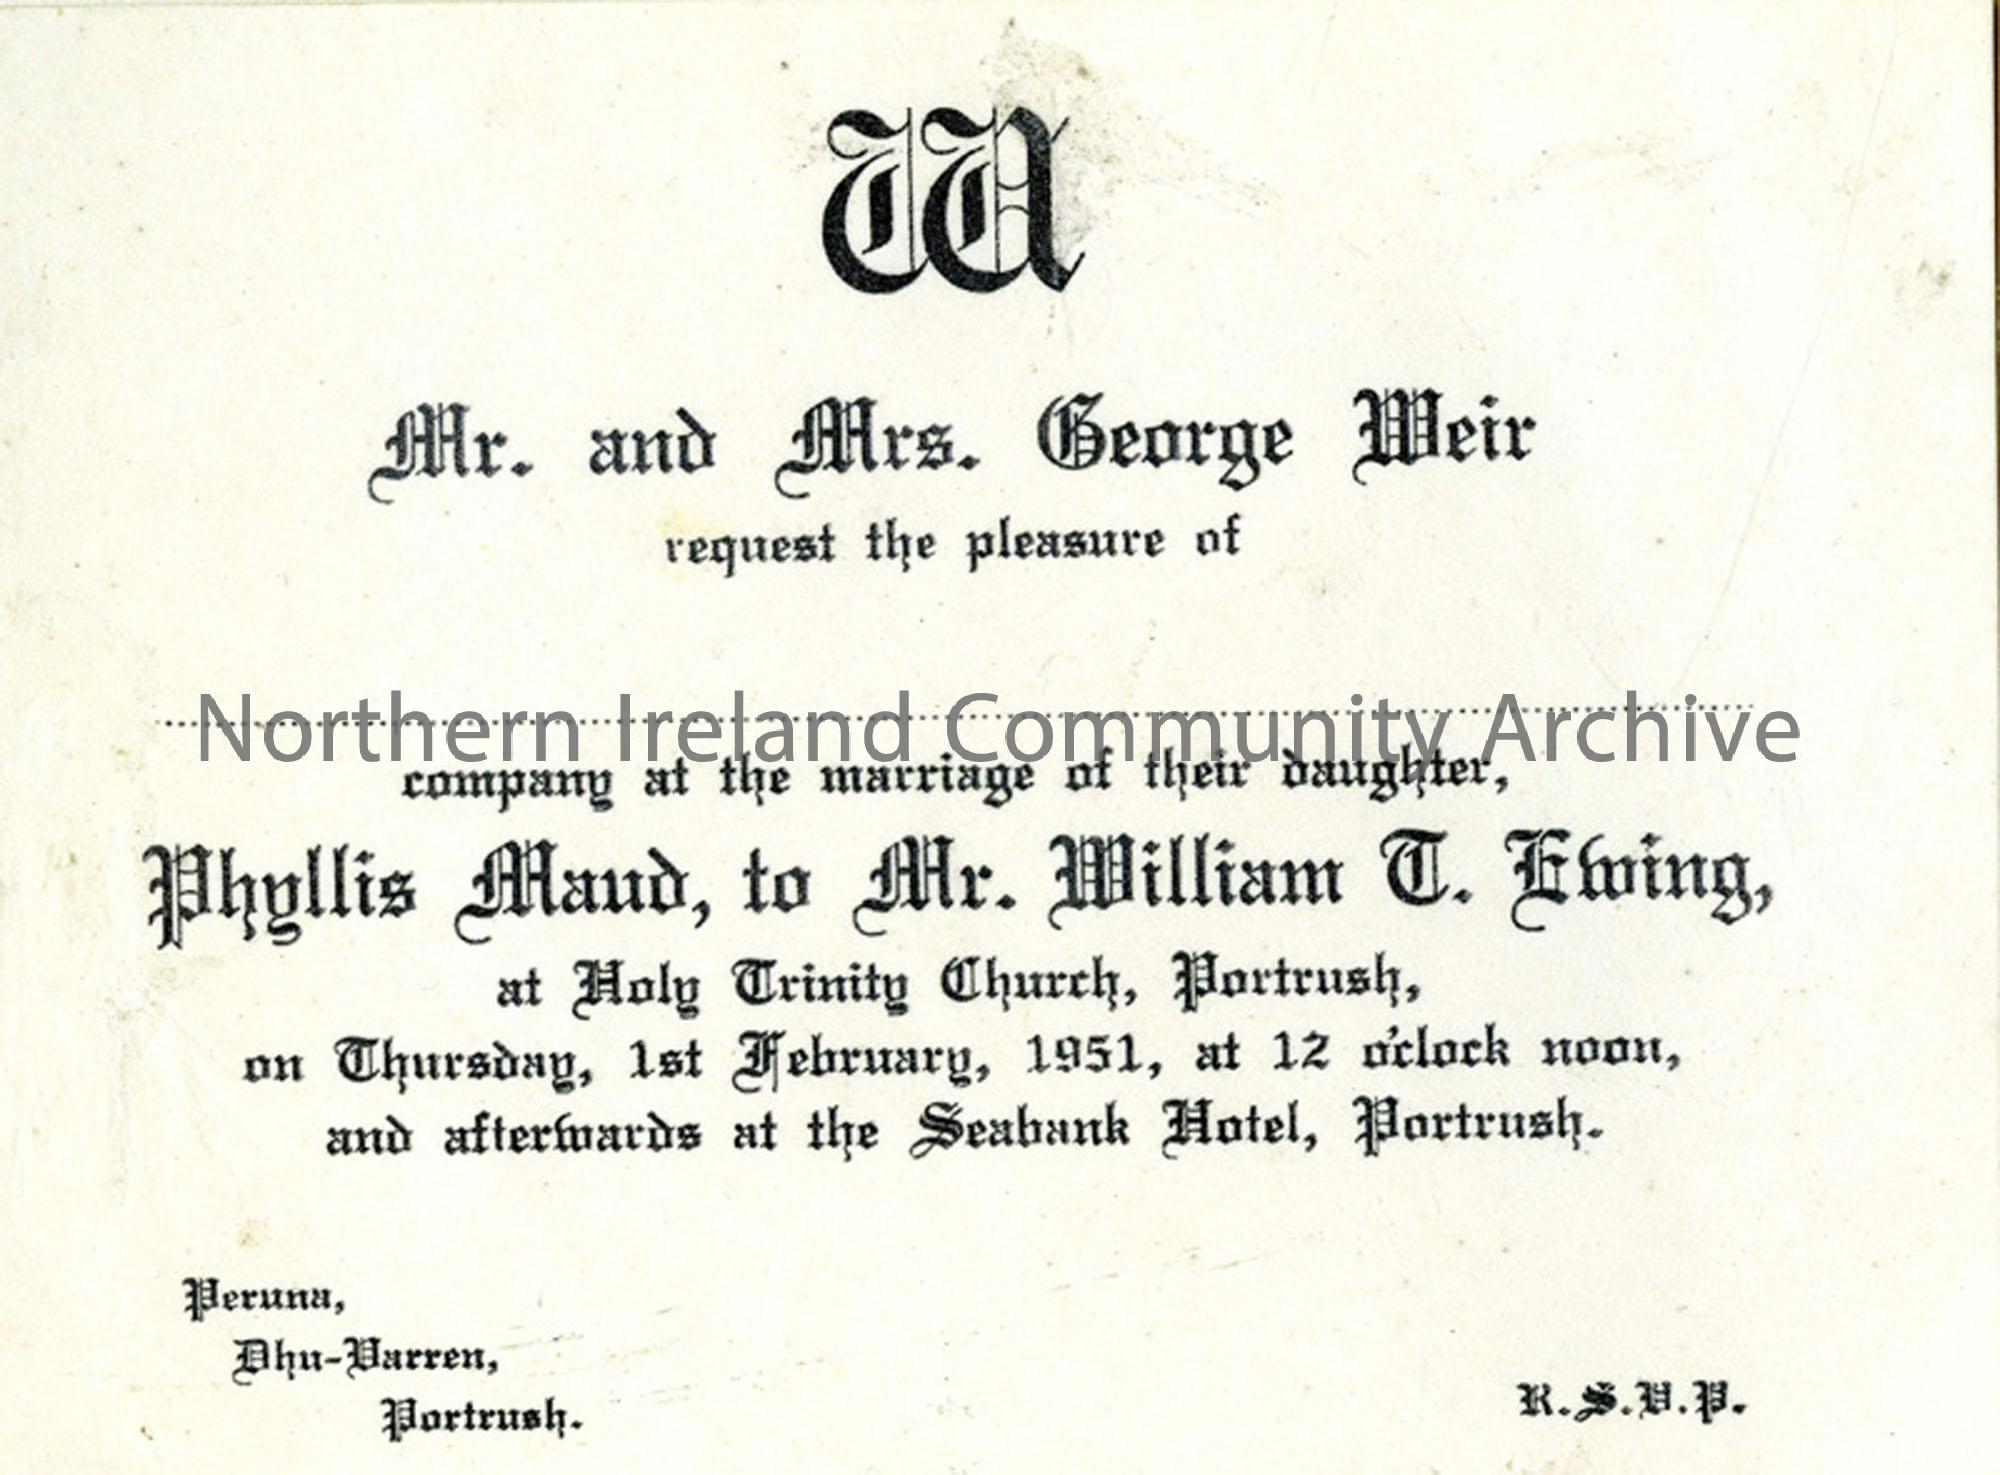 W
Mr. and Mrs. George Weir
request the pleasure of
Northern Ireland Community Archive
company at the marriage of their daughter,
Phyllis Maud, to Mr. William T. Ewing,
at Holy Trinity Church, Portrush,
on Thursday, 1st February, 1951, at 12 o'clock noon,
and afterwards at the Seabank Hotel, Portrush.
Peruna,
Dhu-Varren,
Portrush.
R.S.V.P.